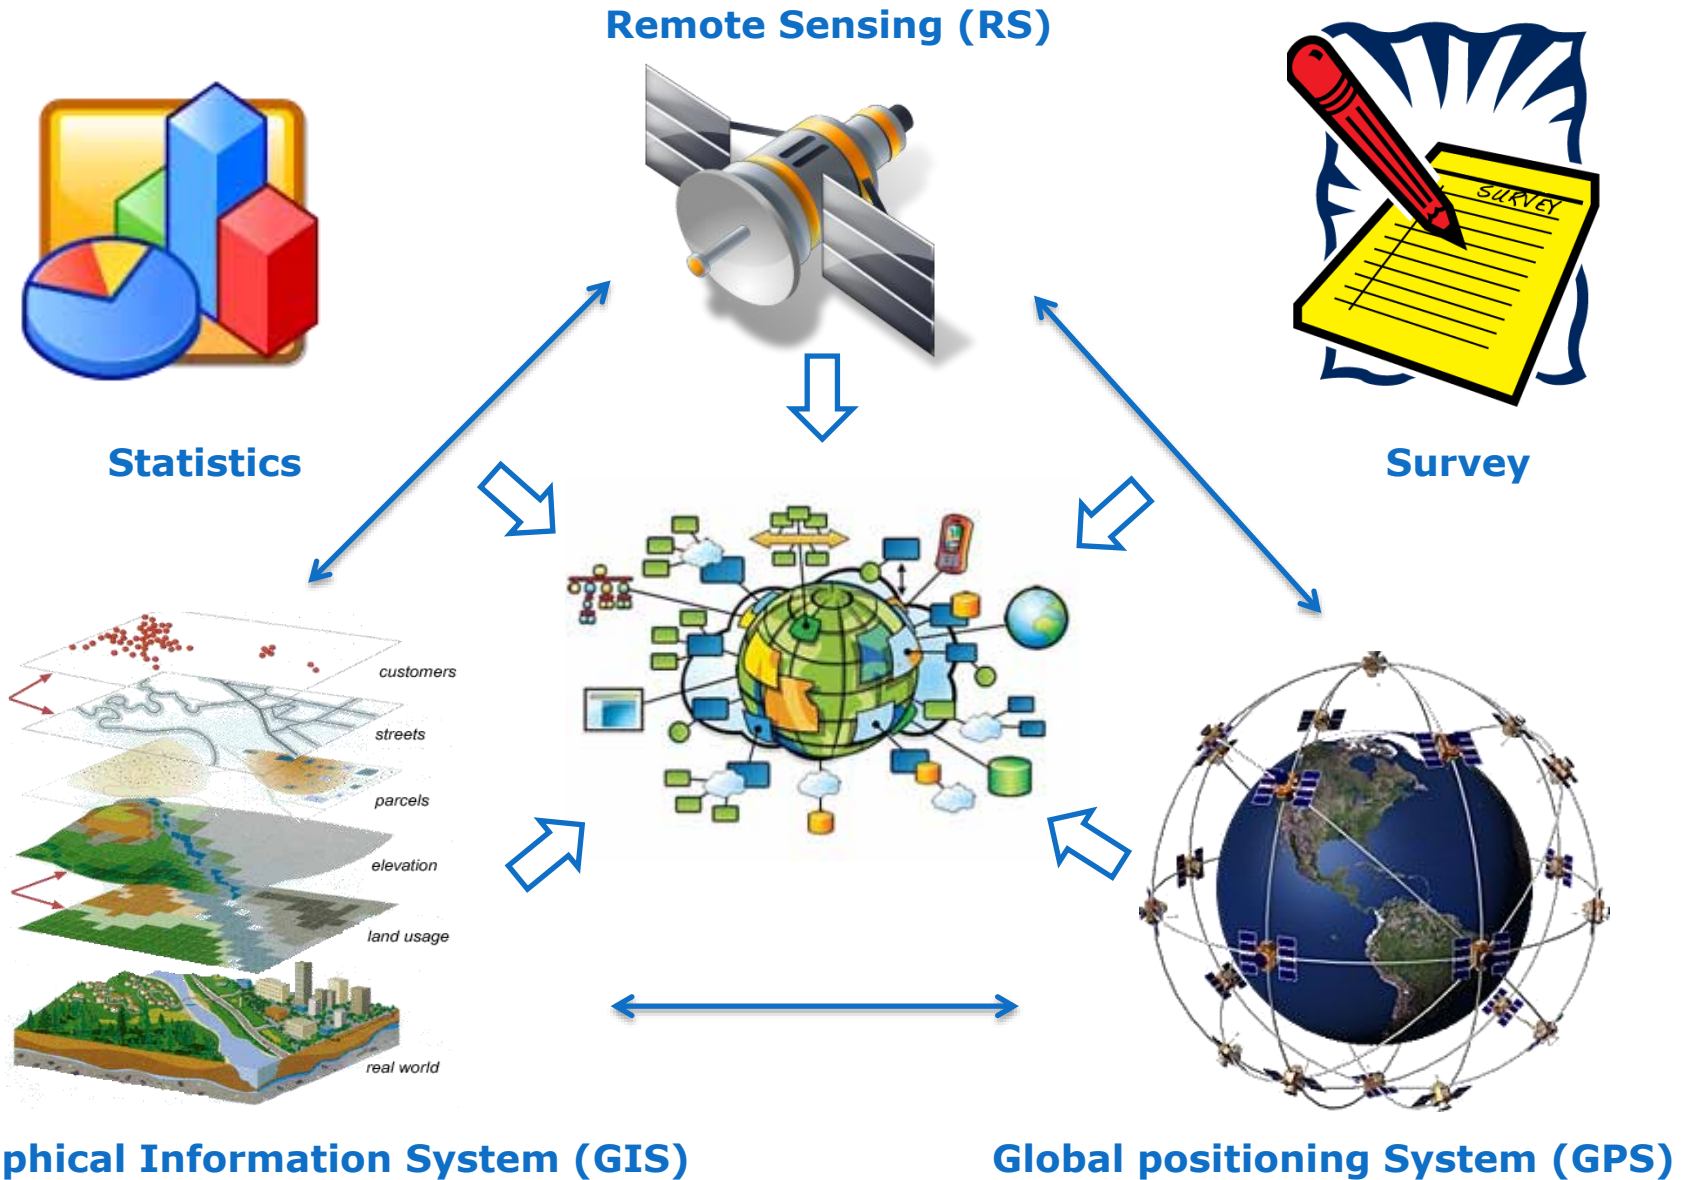 Remote Sensing (RS)
SURVEY
Statistics
Survey
customers
streets
parcels
elevation
land usage
real world
phical Information System (GIS)
Global positioning System (GPS)